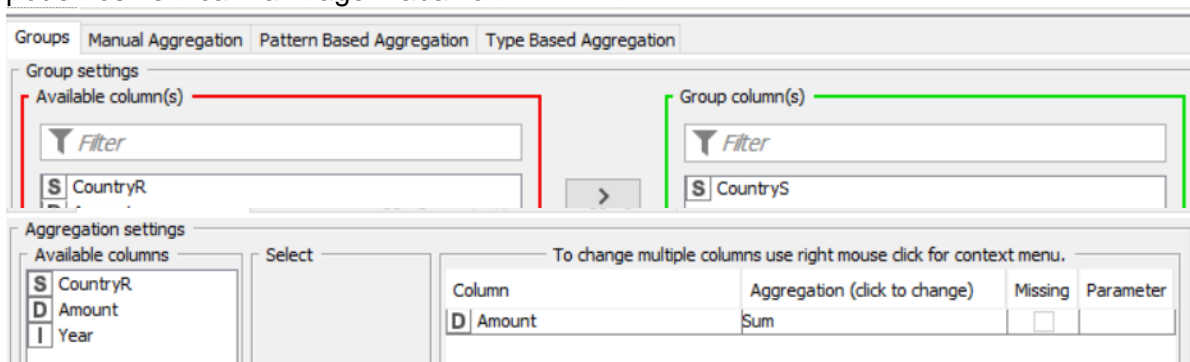 Groups Manual Aggregation Pattern Based Aggregation Type Based Aggregation
Group settings
Available column(s)
Group column(s)
Filter
Filter
S CountryR
>
S CountryS
Aggregation settings
Available columns
Select
To change multiple columns use right mouse click for context menu.
S CountryR
D Amount
I Year
Column Aggregation (click to change) Missing Parameter
D Amount Sum